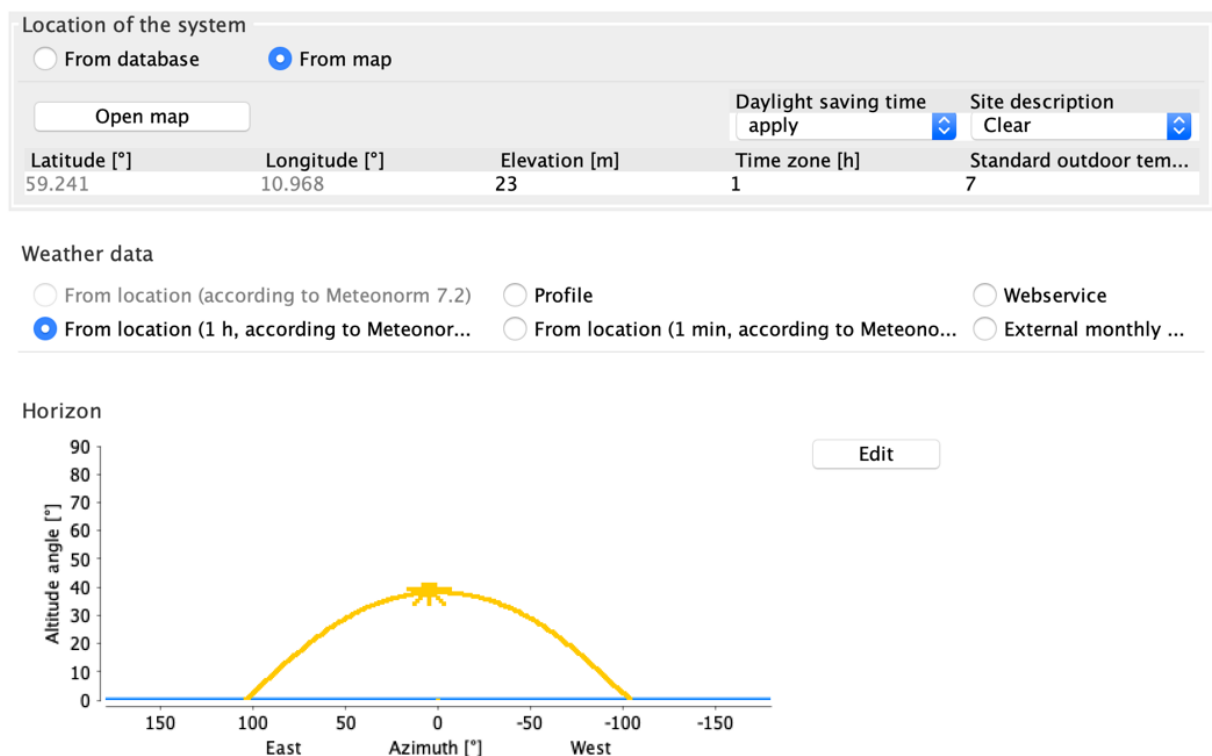 Location of the system
From database From map
Open map
Daylight saving time Site description
apply Clear
Latitude [°] Longitude [°] Elevation [m] Time zone [h] Standard outdoor tem...
59.241 10.968 23 1 7
Weather data
From location (according to Meteonorm 7.2) Profile Webservice
From location (1 h, according to Meteonor... From location (1 min, according to Meteono... External monthly ...
Horizon
Edit
Altitude angle [°]
90
80
70
60
50
40
30
20
10
0
150 100 50 0 -50 -100 -150
East Azimuth [°] West